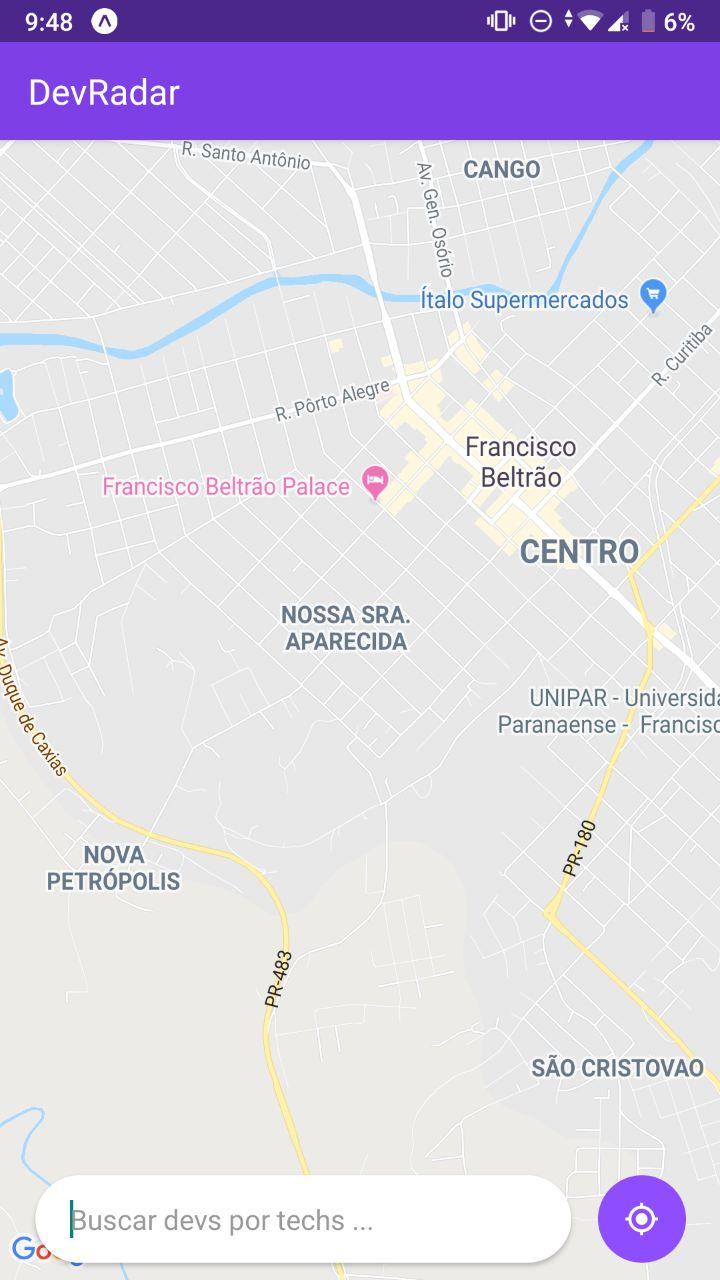 9:48
6%
DevRadar
R. Santo Antônio
CANGO
Av. Gen. Osório
Ítalo Supermercados
R. Curitiba
R. Pôrto Alegre
Francisco
Beltrão
Francisco Beltrão Palace
CENTRO
NOSSA SRA.
APARECIDA
Av. Duque de Caxias
UNIPAR - Universida
Paranaense - Francisc
PR-180
NOVA
PETRÓPOLIS
PR-483
SÃO CRISTOVAO
Buscar devs por techs ...